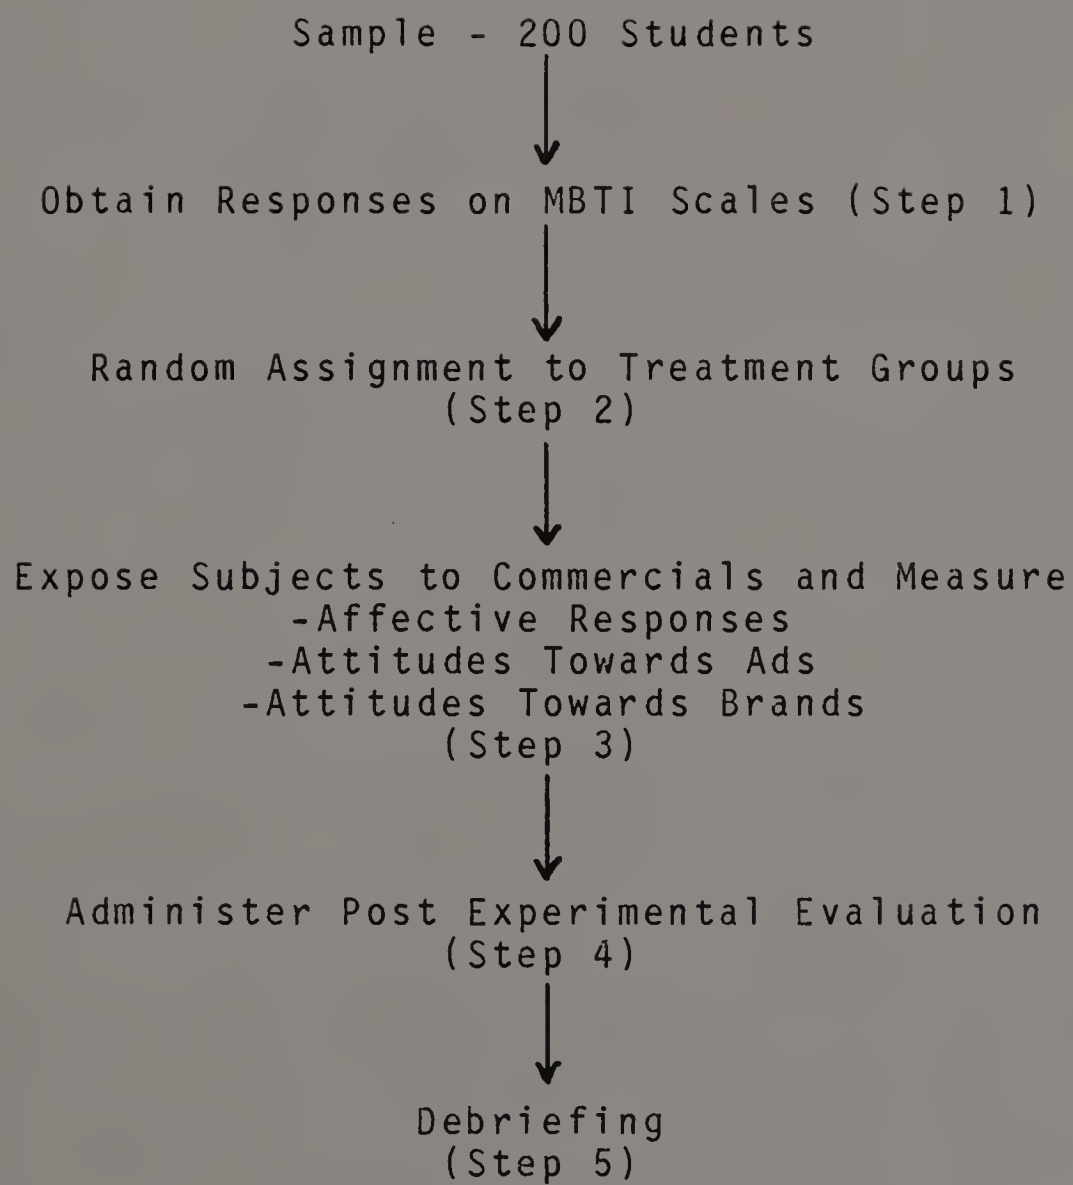 Sample - 200 Students
Obtain Responses on MBTI Scales (Step 1)
Random Assignment to Treatment Groups
(Step 2)
Expose Subjects to Commercials and Measure
-Affective Responses
-Attitudes Towards Ads
-Attitudes Towards Brands
(Step 3)
Administer Post Experimental Evaluation
(Step 4)
Debriefing
(Step 5)